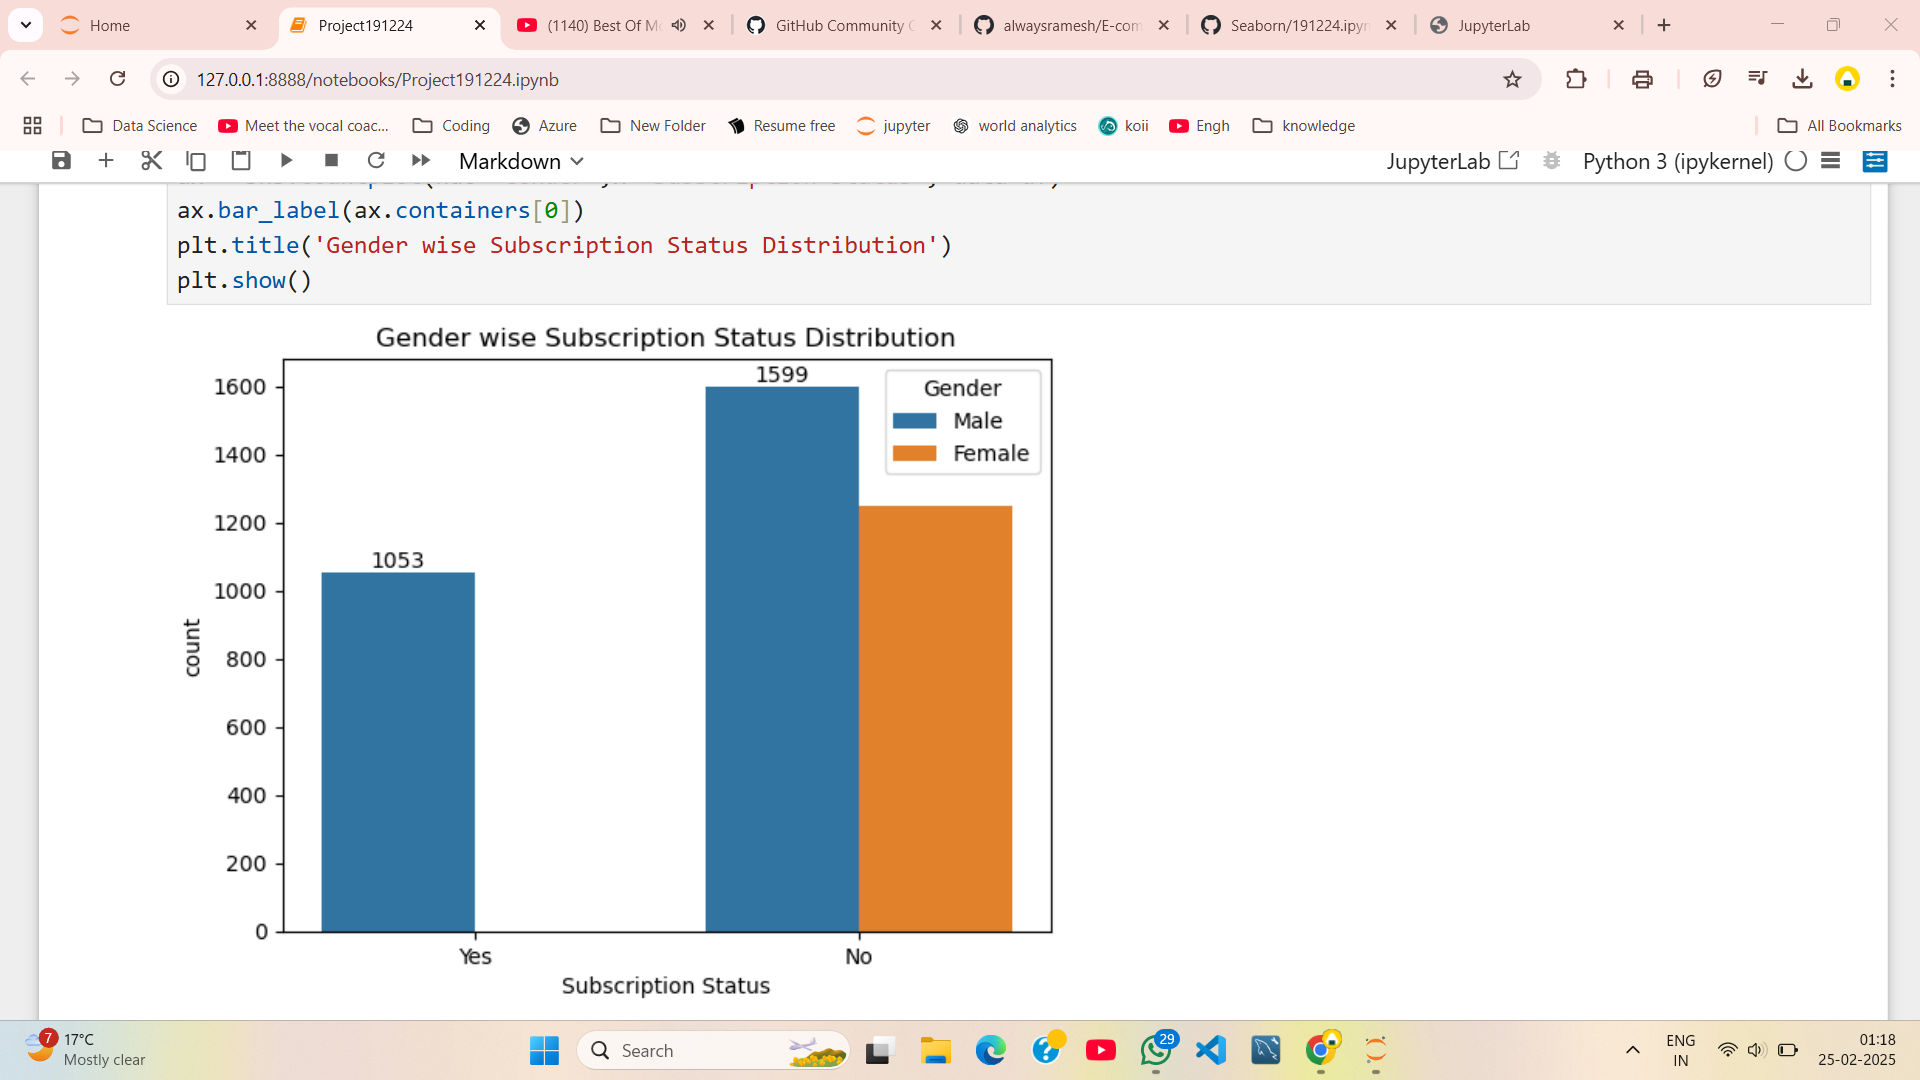 Home
Project191224
(1140) Best Of Mo
GitHub Community G
alwaysramesh/E-com
Seaborn/191224.ipyn
JupyterLab
127.0.0.1:8888/notebooks/Project191224.ipynb
Data Science
Meet the vocal coac...
Coding
Azure
New Folder
Resume free
jupyter
world analytics
koii
Engh
knowledge
All Bookmarks
Markdown
JupyterLab
Python 3 (ipykernel)
ax.bar_label(ax.containers[0])
plt.title('Gender wise Subscription Status Distribution')
plt.show()
Gender wise Subscription Status Distribution
1600
1400
1200
1000
800
600
400
200
0
count
1053
1599
Gender
Male
Female
Yes
No
Subscription Status
7
17°C
Mostly clear
Search
29
ENG
IN
01:18
25-02-2025